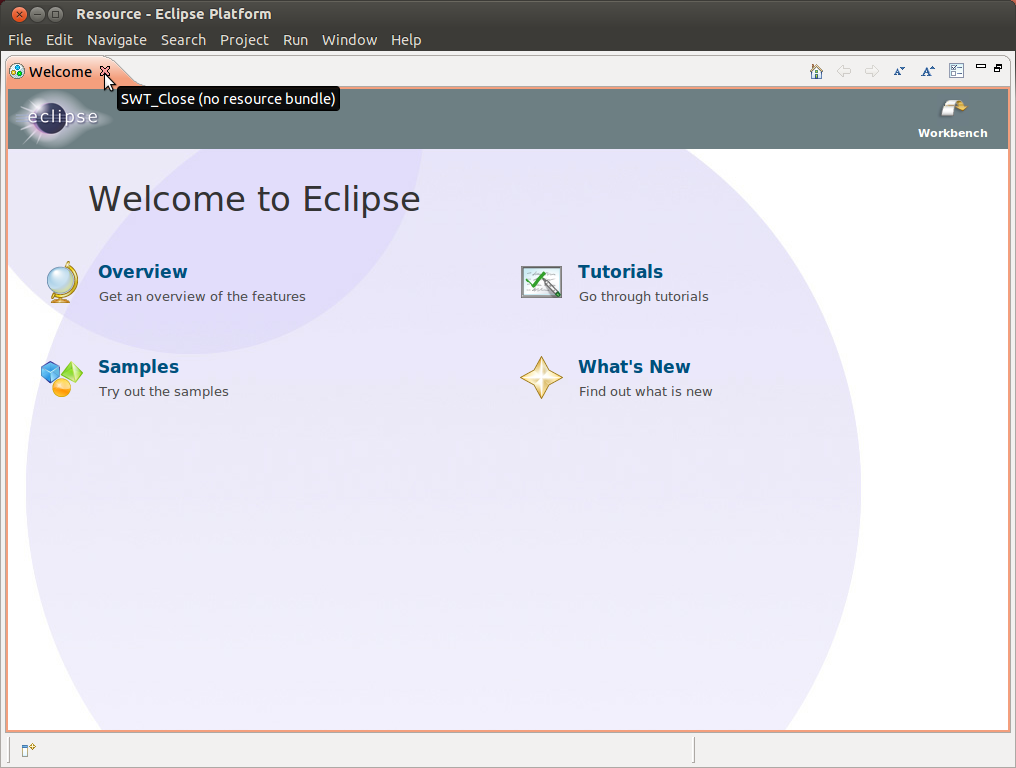 Resource - Eclipse Platform
File Edit Navigate Search Project Run Window Help
Welcome
SWT_Close (no resource bundle)
eclipse
Workbench
Welcome to Eclipse
Overview
Get an overview of the features
Tutorials
Go through tutorials
Samples
Try out the samples
What's New
Find out what is new